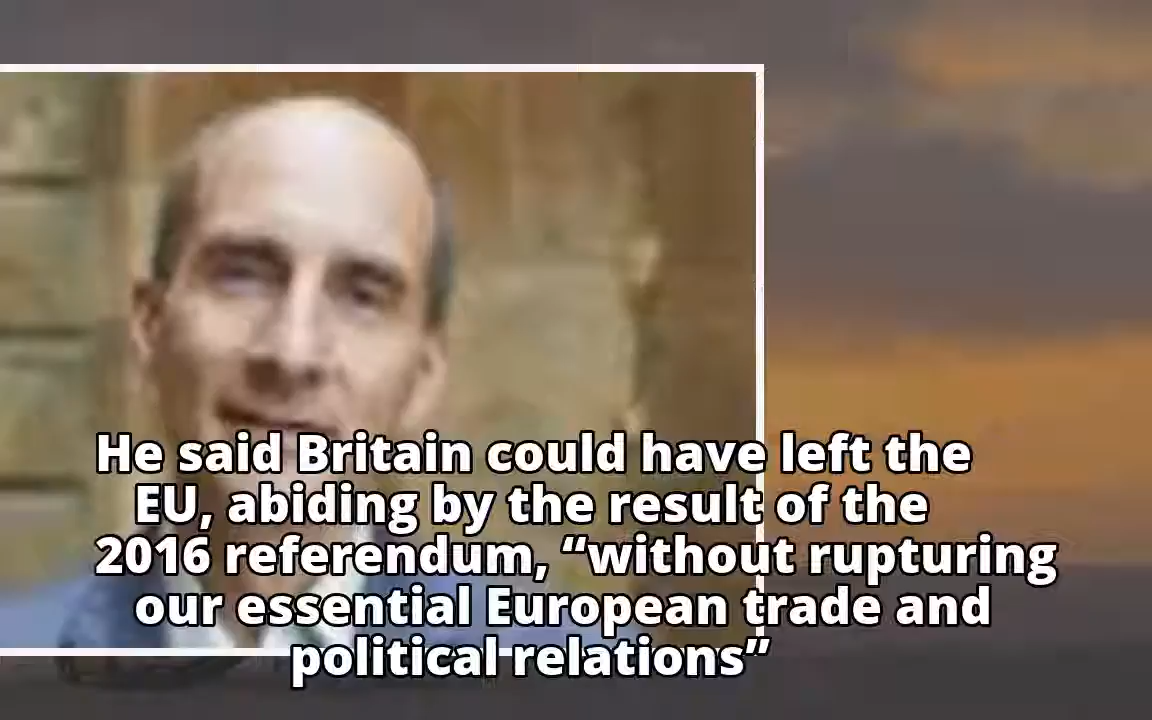 He said Britain could have left the
EU, abiding by the result of the
2016 referendum, “without rupturing
our essential European trade and
political relations”